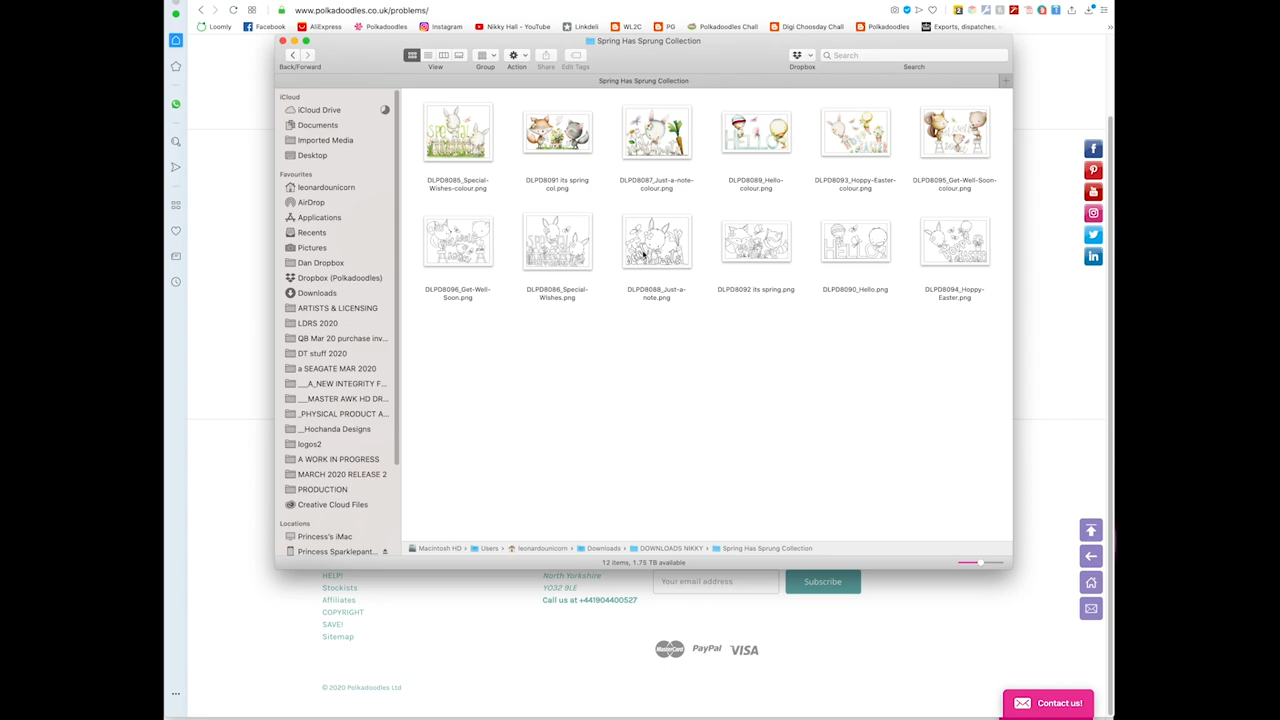 www.polkadoodles.co.uk/problems/
Loomly Facebook AliExpress Polkadoodles Instagram Nikky Hall - YouTube Linkdeli WL2C PG Polkadoodles Chall Digi Choosday Chall Polkadoodles Exports, dispatches,
Spring Has Sprung Collection
Back/Forward View Group Action Share Edit Tags Dropbox Search
Search
Spring Has Sprung Collection
iCloud
iCloud Drive
Documents
Imported Media
Desktop
Favourites
leonardounicorn
AirDrop
Applications
Recents
Pictures
Dan Dropbox
Dropbox (Polkadoodles)
Downloads
ARTISTS & LICENSING
LDRS 2020
QB Mar 20 purchase inv...
DT stuff 2020
a SEAGATE MAR 2020
___A_NEW INTEGRITY F...
___MASTER AWK HD DR...
_PHYSICAL PRODUCT A...
__Hochanda Designs
logos2
A WORK IN PROGRESS
MARCH 2020 RELEASE 2
PRODUCTION
Creative Cloud Files
Locations
Princess's iMac
Princess Sparklepant...
DLPD8085_Special-
Wishes-colour.png
DLPD8091 its spring
col.png
DLPD8087_Just-a-note-
colour.png
DLPD8089_Hello-
colour.png
DLPD8093_Hoppy-Easter-
colour.png
DLPD8095_Get-Well-Soon-
colour.png
DLPD8096_Get-Well-
Soon.png
DLPD8086_Special-
Wishes.png
DLPD8088_Just-a-
note.png
DLPD8092 its spring.png
DLPD8090_Hello.png
DLPD8094_Hoppy-
Easter.png
Macintosh HD › Users › leonardounicorn › Downloads › DOWNLOADS NIKKY › Spring Has Sprung Collection
12 items, 1.75 TB available
HELP!
Stockists
Affiliates
COPYRIGHT
SAVE!
Sitemap
North Yorkshire
YO32 9LE
Call us at +441904400527
Your email address
Subscribe
MasterCard PayPal VISA
© 2020 Polkadoodles Ltd
Contact us!